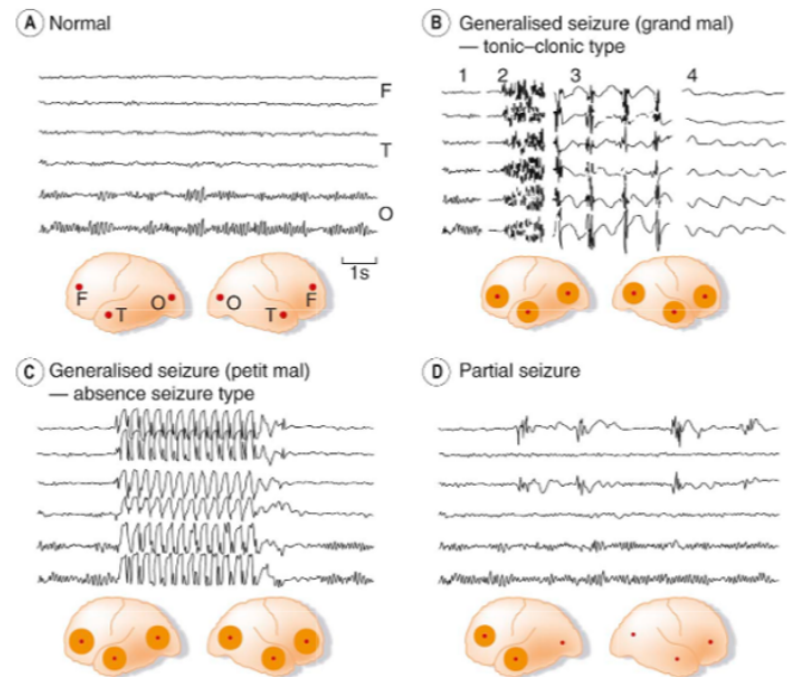 A Normal
F
T
O
1s
F
T
O
O
T
F
B Generalised seizure (grand mal)
— tonic–clonic type
1 2 3 4
C Generalised seizure (petit mal)
— absence seizure type
D Partial seizure